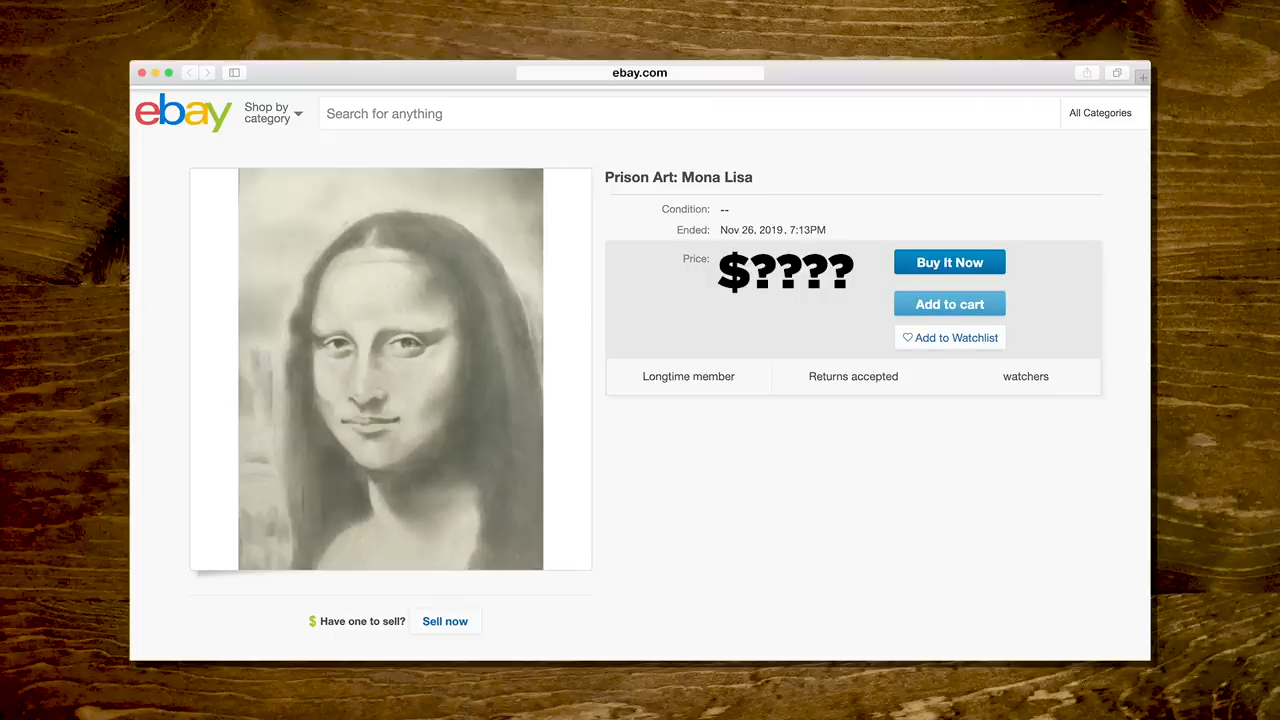 ebay.com
ebay
Shop by
category
Search for anything
All Categories
Prison Art: Mona Lisa
Condition: --
Ended: Nov 26, 2019, 7:13PM
Price: $????
Buy It Now
Add to cart
Add to Watchlist
Longtime member
Returns accepted
watchers
$ Have one to sell?
Sell now